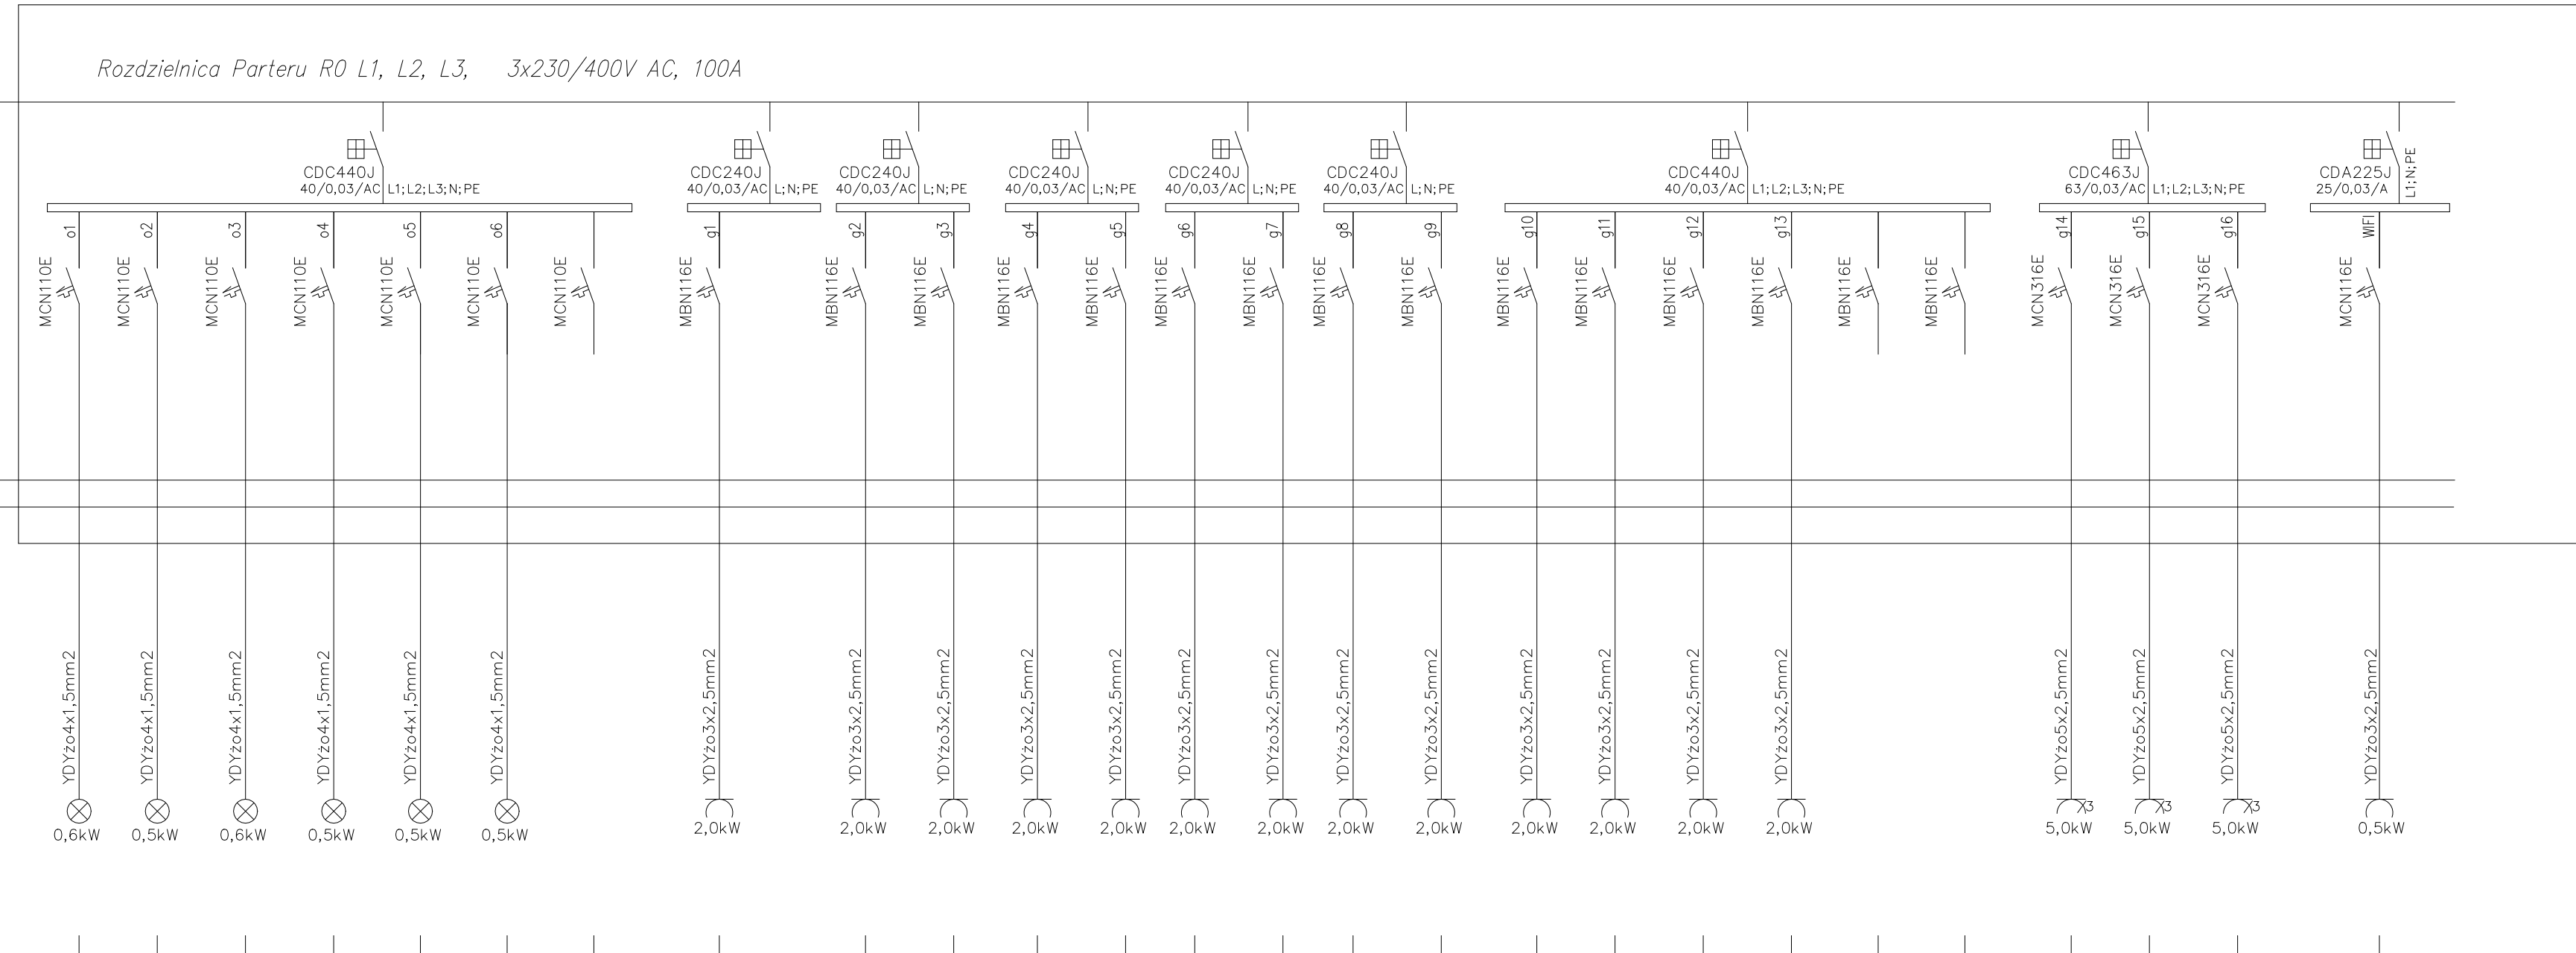 Rozdzielnica Parteru R0 L1, L2, L3, 3x230/400V AC, 100A
CDC440J
40/0,03/AC L1;L2;L3;N;PE
CDC240J
40/0,03/AC L;N;PE
CDC240J
40/0,03/AC L;N;PE
CDC240J
40/0,03/AC L;N;PE
CDC240J
40/0,03/AC L;N;PE
CDC240J
40/0,03/AC L;N;PE
CDC440J
40/0,03/AC L1;L2;L3;N;PE
CDC463J
63/0,03/AC L1;L2;L3;N;PE
CDA225J
25/0,03/A
L1;N;PE
o1 o2 o3 o4 o5 o6 g1 g2 g3 g4 g5 g6 g7 g8 g9 g10 g11 g12 g13 g14 g15 g16 WIFI
MCN110E MCN110E MCN110E MCN110E MCN110E MCN110E MCN110E MBN116E MBN116E MBN116E MBN116E MBN116E MBN116E MBN116E MBN116E MBN116E MBN116E MBN116E MBN116E MBN116E MBN116E MBN116E MCN316E MCN316E MCN316E MCN116E
YDYżo4x1,5mm2 YDYżo4x1,5mm2 YDYżo4x1,5mm2 YDYżo4x1,5mm2 YDYżo4x1,5mm2 YDYżo4x1,5mm2 YDYżo3x2,5mm2 YDYżo3x2,5mm2 YDYżo3x2,5mm2 YDYżo3x2,5mm2 YDYżo3x2,5mm2 YDYżo3x2,5mm2 YDYżo3x2,5mm2 YDYżo3x2,5mm2 YDYżo3x2,5mm2 YDYżo3x2,5mm2 YDYżo3x2,5mm2 YDYżo3x2,5mm2 YDYżo3x2,5mm2 YDYżo5x2,5mm2 YDYżo5x2,5mm2 YDYżo5x2,5mm2 YDYżo3x2,5mm2
3 3 3
0,6kW 0,5kW 0,6kW 0,5kW 0,5kW 0,5kW 2,0kW 2,0kW 2,0kW 2,0kW 2,0kW 2,0kW 2,0kW 2,0kW 2,0kW 2,0kW 2,0kW 2,0kW 2,0kW 5,0kW 5,0kW 5,0kW 0,5kW